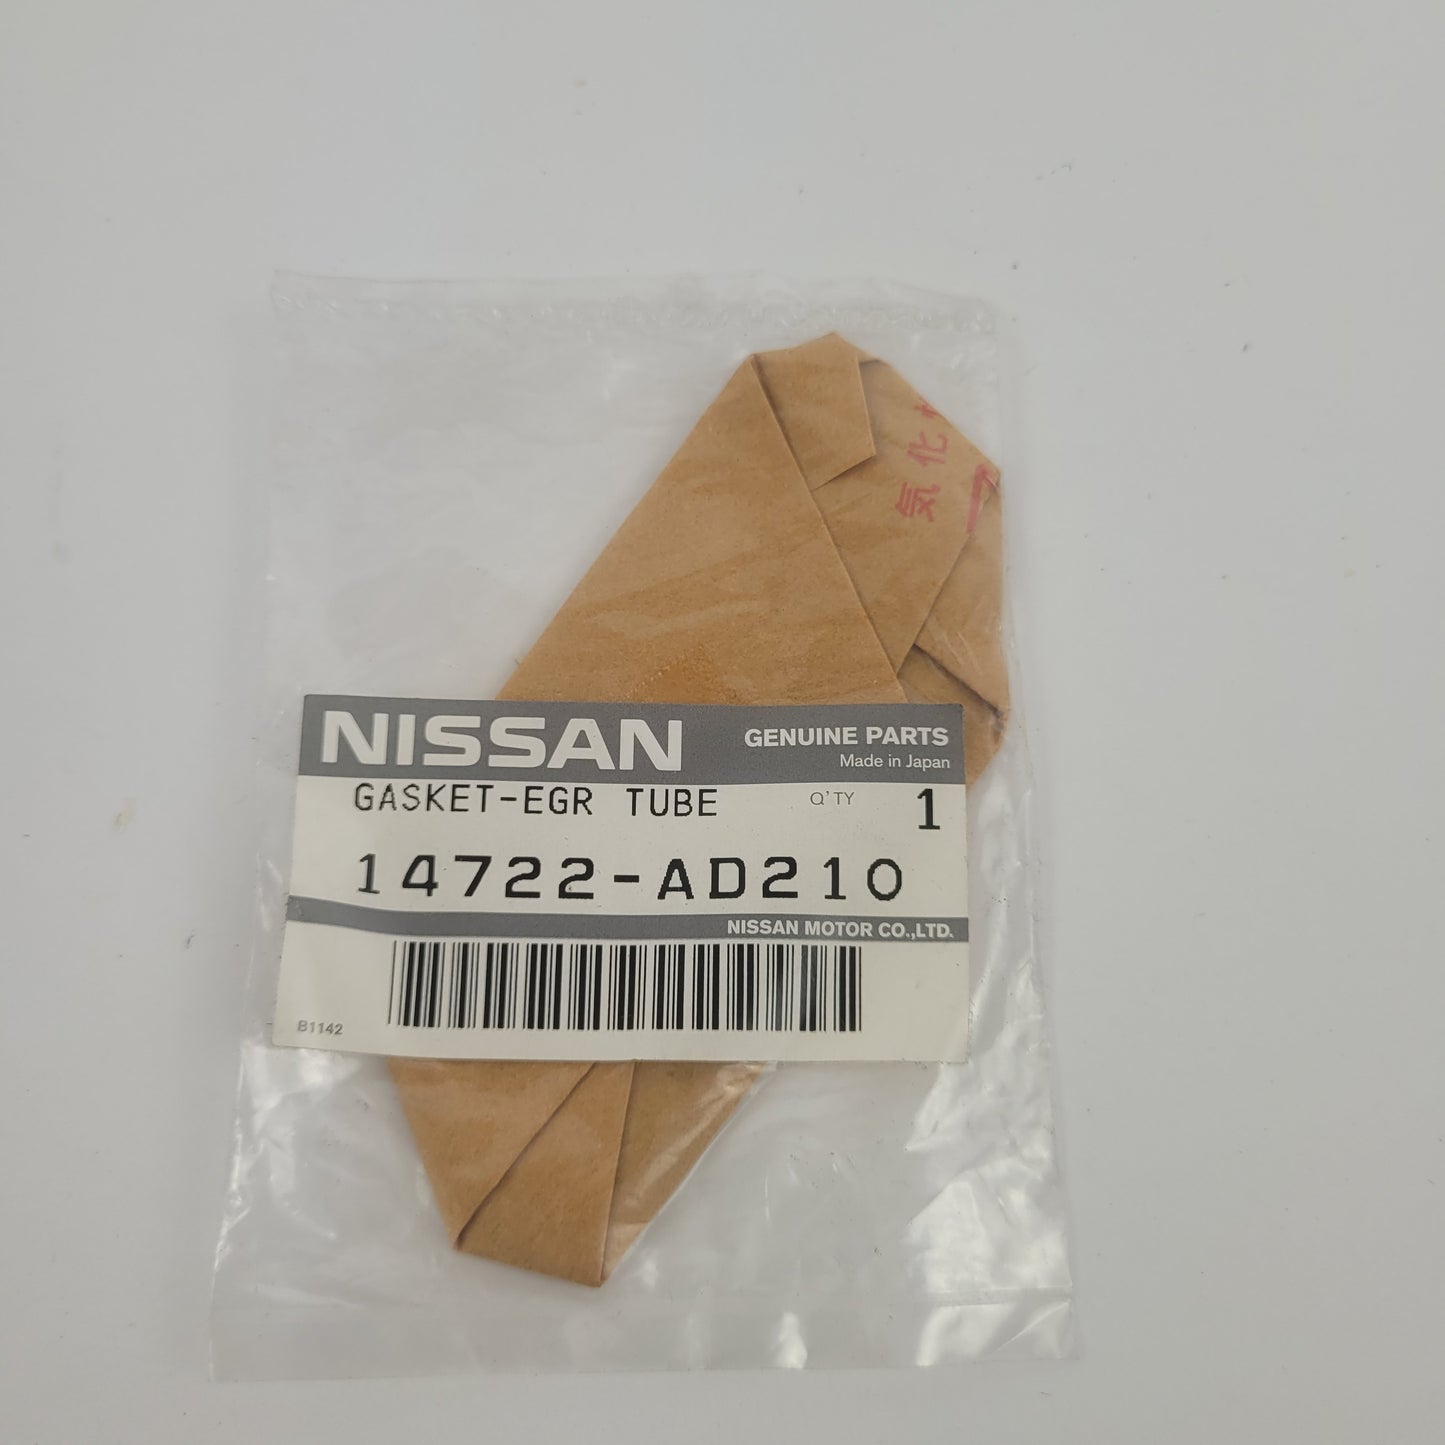 気化
NISSAN
GENUINE PARTS
Made in Japan
GASKET-EGR TUBE
Q'TY
1
14722-AD210
NISSAN MOTOR CO.,LTD.
B1142